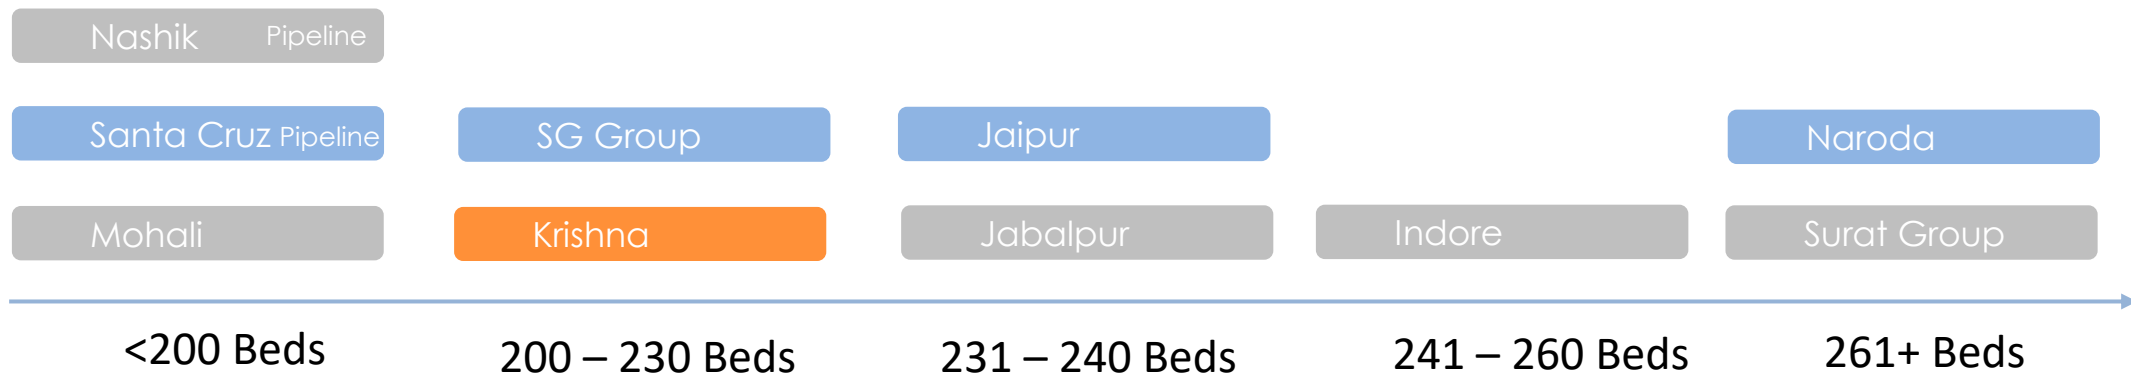 Nashik Pipeline
Santa Cruz Pipeline SG Group Jaipur Naroda
Mohali Krishna Jabalpur Indore Surat Group
<200 Beds 200 – 230 Beds 231 – 240 Beds 241 – 260 Beds 261+ Beds